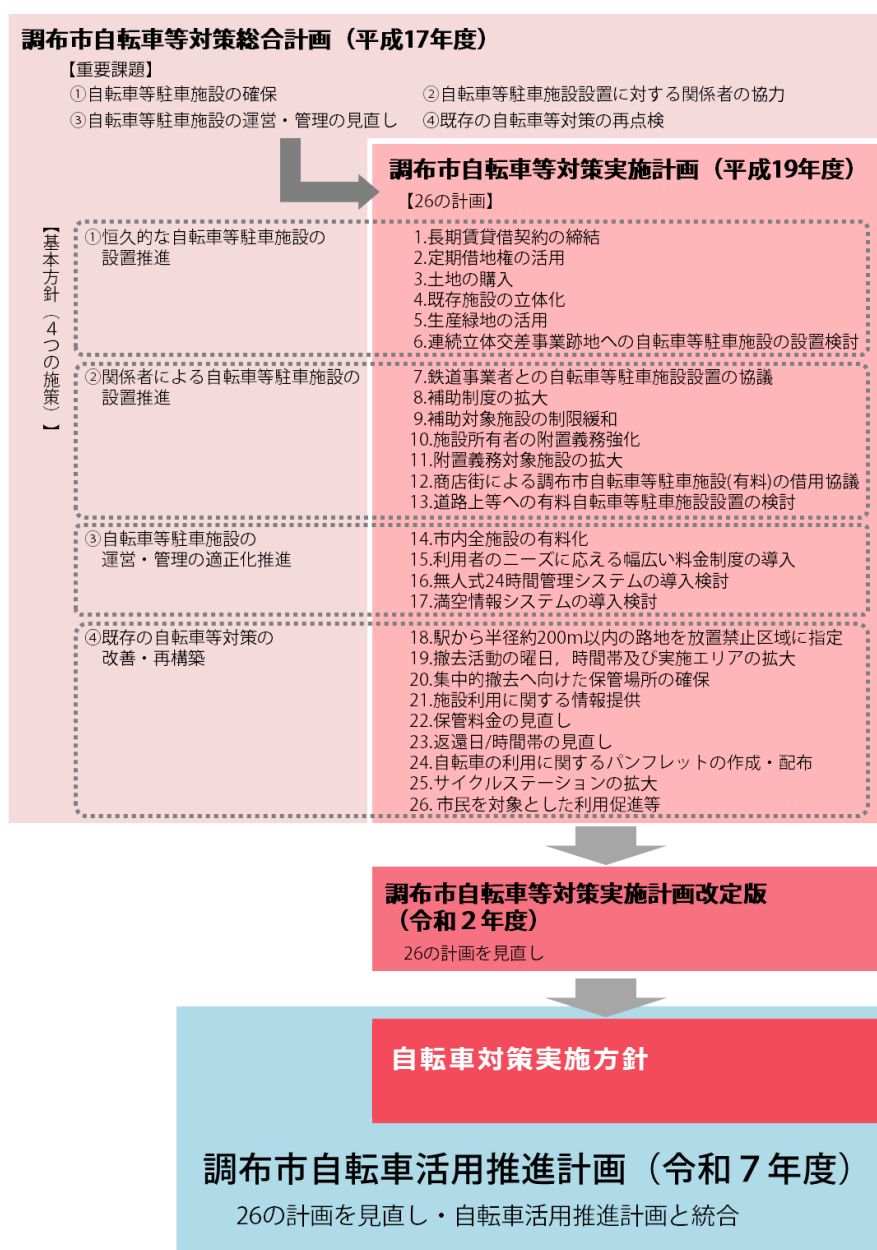 調布市自転車等対策総合計画（平成17年度）
【重要課題】
①自転車等駐車施設の確保
②自転車等駐車施設設置に対する関係者の協力
③自転車等駐車施設の運営・管理の見直し
④既存の自転車等対策の再点検
調布市自転車等対策実施計画（平成19年度）
【26の計画】
【基本方針（４つの施策）】
①恒久的な自転車等駐車施設の
設置推進
1.長期賃貸借契約の締結
2.定期借地権の活用
3.土地の購入
4.既存施設の立体化
5.生産緑地の活用
6.連続立体交差事業跡地への自転車等駐車施設の設置検討
②関係者による自転車等駐車施設の
設置推進
7.鉄道事業者との自転車等駐車施設設置の協議
8.補助制度の拡大
9.補助対象施設の制限緩和
10.施設所有者の附置義務強化
11.附置義務対象施設の拡大
12.商店街による調布市自転車等駐車施設(有料)の借用協議
13.道路上等への有料自転車等駐車施設設置の検討
③自転車等駐車施設の
運営・管理の適正化推進
14.市内全施設の有料化
15.利用者のニーズに応える幅広い料金制度の導入
16.無人式24時間管理システムの導入検討
17.満空情報システムの導入検討
④既存の自転車等対策の
改善・再構築
18.駅から半径約200m以内の路地を放置禁止区域に指定
19.撤去活動の曜日，時間帯及び実施エリアの拡大
20.集中的撤去へ向けた保管場所の確保
21.施設利用に関する情報提供
22.保管料金の見直し
23.返還日/時間帯の見直し
24.自転車の利用に関するパンフレットの作成・配布
25.サイクルステーションの拡大
26.市民を対象とした利用促進等
調布市自転車等対策実施計画改定版
（令和２年度）
26の計画を見直し
自転車対策実施方針
調布市自転車活用推進計画（令和７年度）
26の計画を見直し・自転車活用推進計画と統合